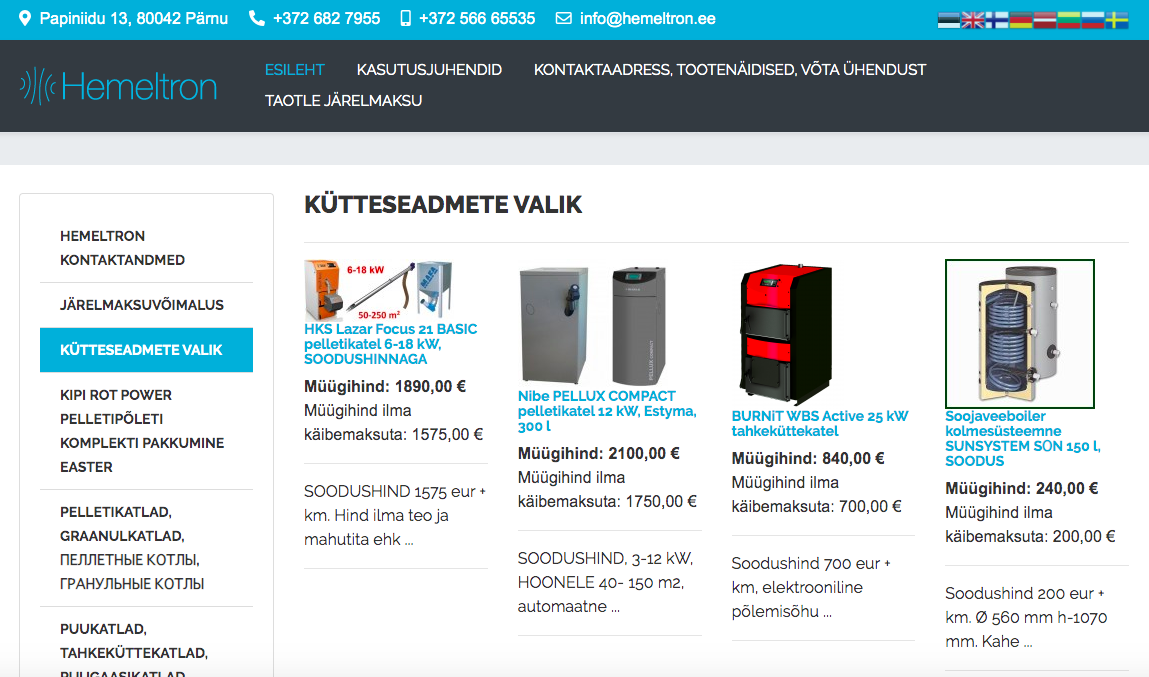 Papiniidu 13, 80042 Pärnu +372 682 7955 +372 566 65535 info@hemeltron.ee
Hemeltron
ESILEHT KASUTUSJUHENDID KONTAKTAADRESS, TOOTENÄIDISED, VÕTA ÜHENDUST
TAOTLE JÄRELMAKSU
HEMELTRON
KONTAKTANDMED
JÄRELMAKSUVÕIMALUS
KÜTTESEADMETE VALIK
KIPI ROT POWER
PELLETIPÕLETI
KOMPLEKTI PAKKUMINE
EASTER
PELLETIKATLAD,
GRAANULKATLAD,
ПЕЛЛЕТНЫЕ КОТЛЫ,
ГРАНУЛЬНЫЕ КОТЛЫ
PUUKATLAD,
TAHKEKÜTTEKATLAD,
PUUGAASIKATLAD
KÜTTESEADMETE VALIK
6-18 kW
MAFA
50-250 m²
HKS Lazar Focus 21 BASIC
pelletikatel 6-18 kW,
SOODUSHINNAGA
Müügihind: 1890,00 €
Müügihind ilma
käibemaksuta: 1575,00 €
SOODUSHIND 1575 eur +
km. Hind ilma teo ja
mahutita ehk ...
PELLUX COMPACT
Nibe PELLUX COMPACT
pelletikatel 12 kW, Estyma,
300 l
Müügihind: 2100,00 €
Müügihind ilma
käibemaksuta: 1750,00 €
SOODUSHIND, 3-12 kW,
HOONELE 40- 150 m2,
automaatne ...
BURNiT WBS Active 25 kW
tahkeküttekatel
Müügihind: 840,00 €
Müügihind ilma
käibemaksuta: 700,00 €
Soodushind 700 eur +
km, elektrooniline
põlemisõhu ...
Soojaveeboiler
kolmesüsteemne
SUNSYSTEM SON 150 l,
SOODUS
Müügihind: 240,00 €
Müügihind ilma
käibemaksuta: 200,00 €
Soodushind 200 eur +
km. Ø 560 mm h-1070
mm. Kahe ...